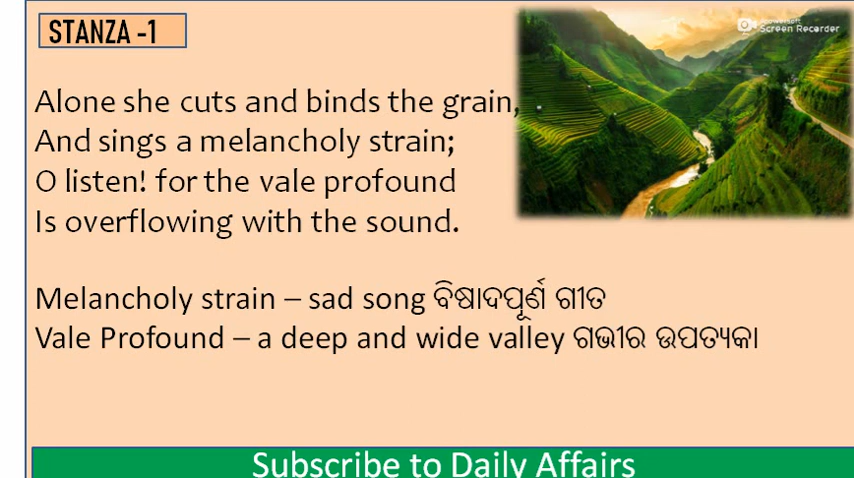 STANZA -1
Screen Recorder
Alone she cuts and binds the grain,
And sings a melancholy strain;
O listen! for the vale profound
Is overflowing with the sound.
Melancholy strain – sad song ବିଷାଦପୂର୍ଣ ଗୀତ
Vale Profound – a deep and wide valley ଗଭୀର ଉପତ୍ୟକା
Subscribe to Daily Affairs